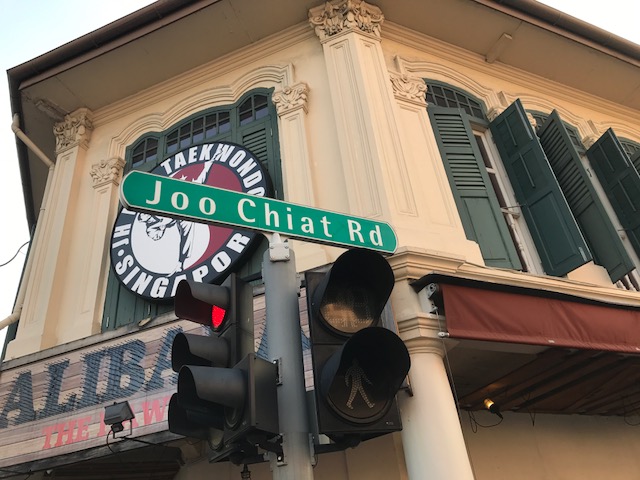 TAEKWONDO
Joo Chiat Rd
HI · SINGAPOR
ALIBA
THE